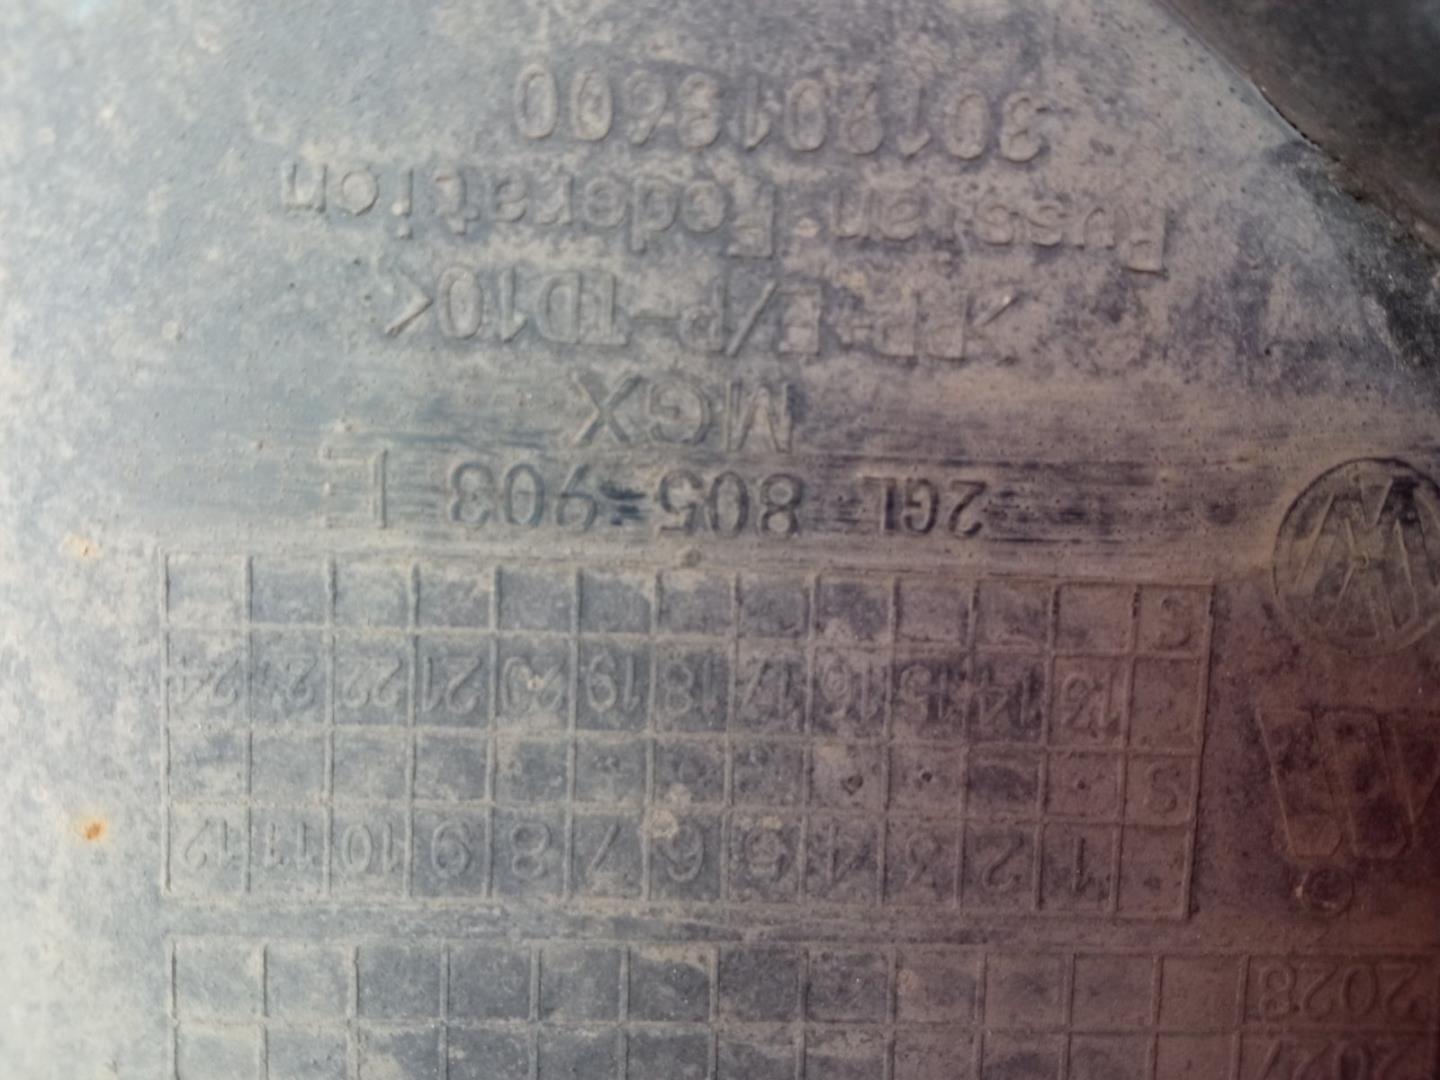 2027
2028
1 2 3 4 5 6 7 8 9 10 11 12
S
13 14 15 16 17 18 19 20 21 22 23 24
S
2GL 805 903 E
MGX
>PP-E/P-TD10<
Russian Federation